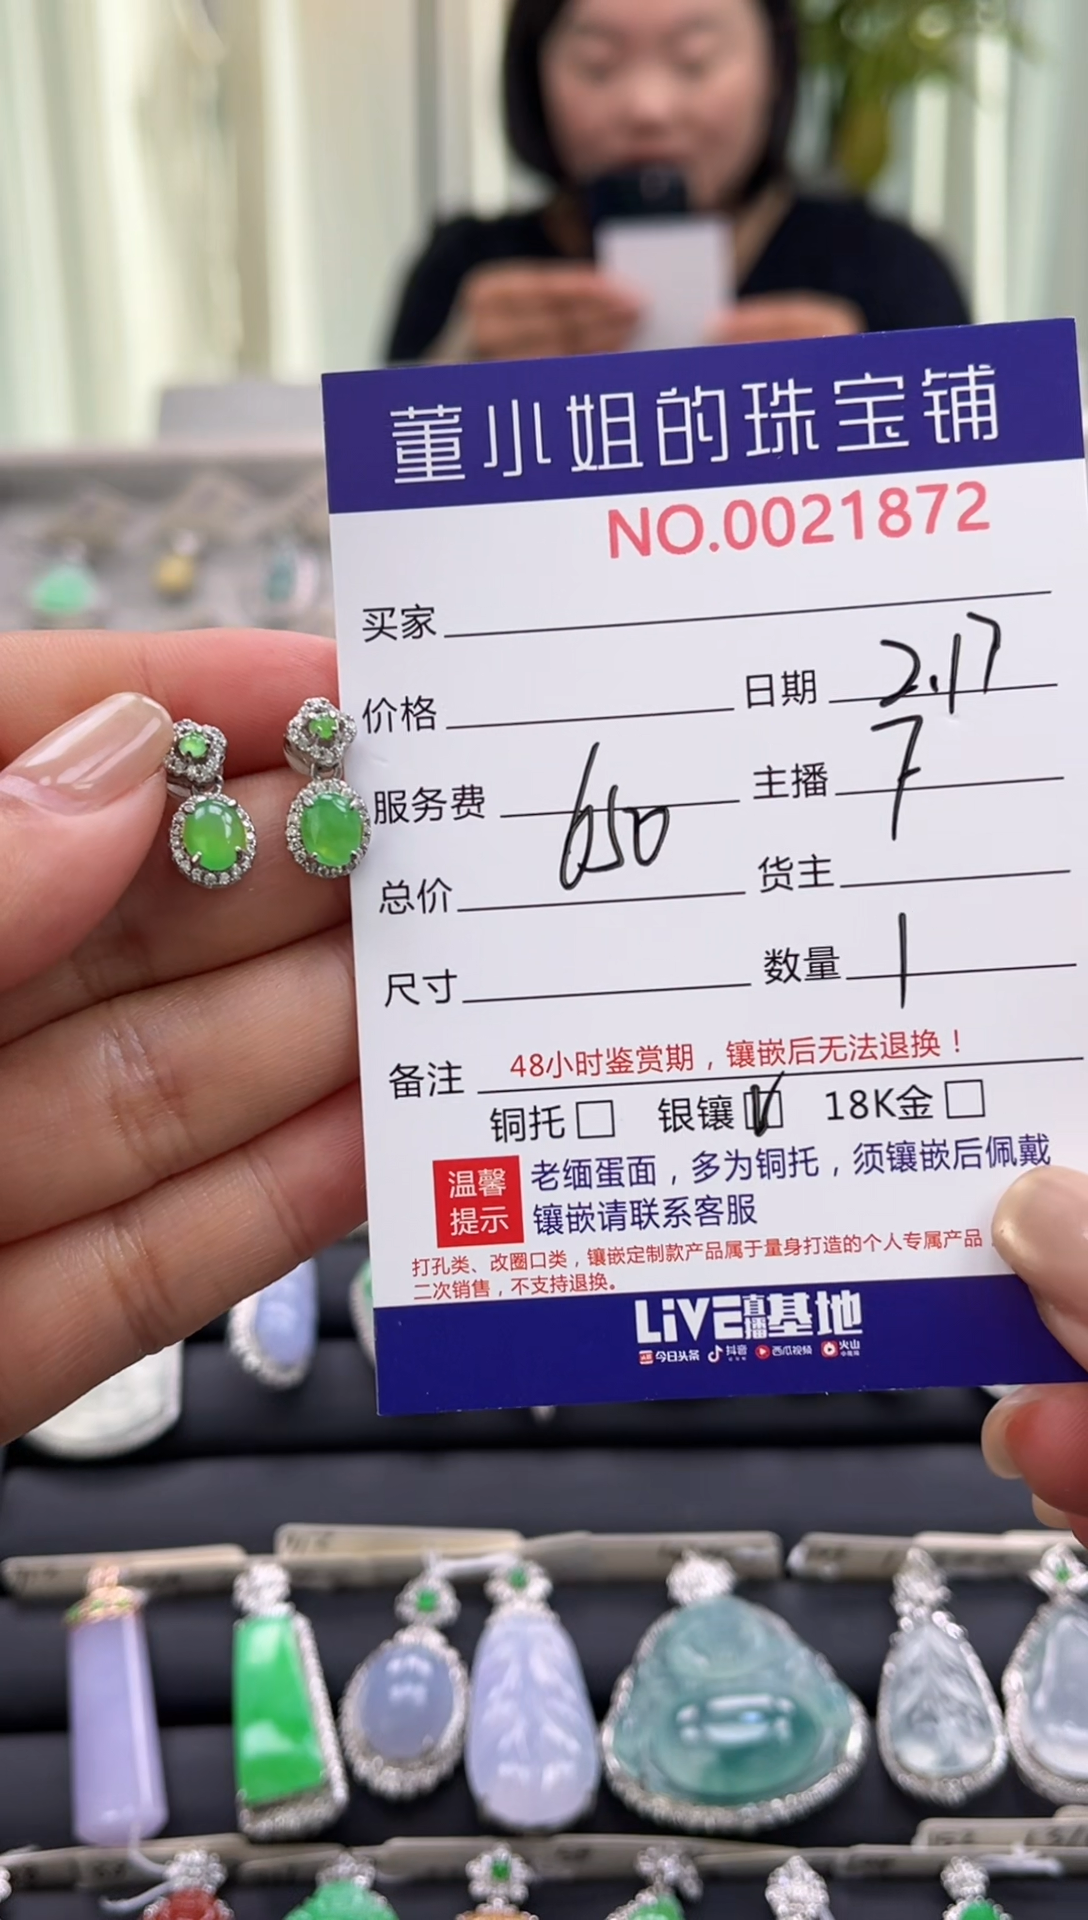 董小姐的珠宝铺
NO.0021872
买家
价格 日期 2.17
服务费 650 主播 7
总价 货主
尺寸 数量 1
备注 48小时鉴赏期，镶嵌后无法退换！
铜托 银镶 18K金
温馨提示 老缅蛋面，多为铜托，须镶嵌后佩戴
镶嵌请联系客服
打孔类、改圈口类，镶嵌定制款产品属于量身打造的个人专属产品
二次销售，不支持退换。
LiVE直播基地
今日头条 抖音 西瓜视频 火山